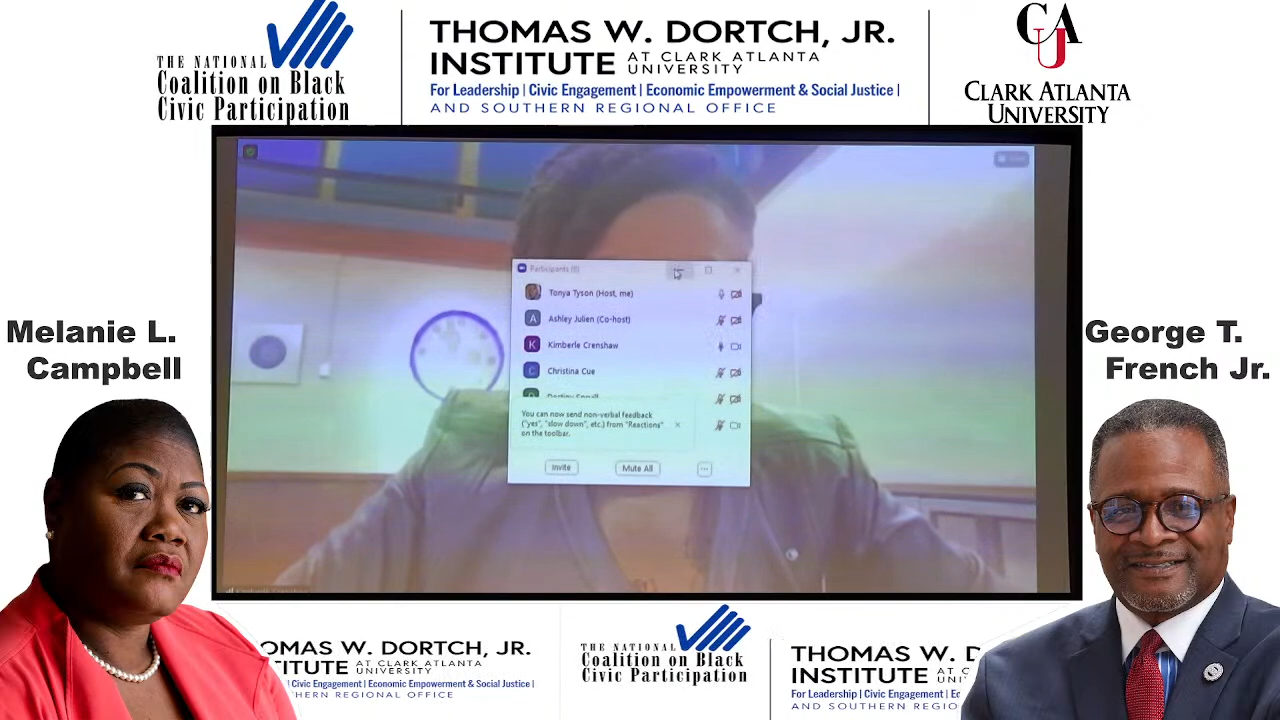 THE NATIONAL
Coalition on Black
Civic Participation
THOMAS W. DORTCH, JR.
INSTITUTE AT CLARK ATLANTA
UNIVERSITY
For Leadership | Civic Engagement | Economic Empowerment & Social Justice |
AND SOUTHERN REGIONAL OFFICE
CAU
CLARK ATLANTA
UNIVERSITY
Participants (6)
Tonya Tyson (Host, me)
A Ashley Julien (Co-host)
K Kimberle Crenshaw
C Christina Cue
You can now send non-verbal feedback
("yes", "slow down", etc.) from "Reactions"
on the toolbar.
Invite
Mute All
Melanie L.
Campbell
George T.
French Jr.
OMAS W. DORTCH, JR.
TITUTE AT CLARK ATLANTA
UNIVERSITY
Civic Engagement | Economic Empowerment & Social Justice |
HERN REGIONAL OFFICE
THE NATIONAL
Coalition on Black
Civic Participation
THOMAS W. D
INSTITUTE AT C
UNI
For Leadership | Civic Engagement | Ec
AND SOUTHERN REGIO